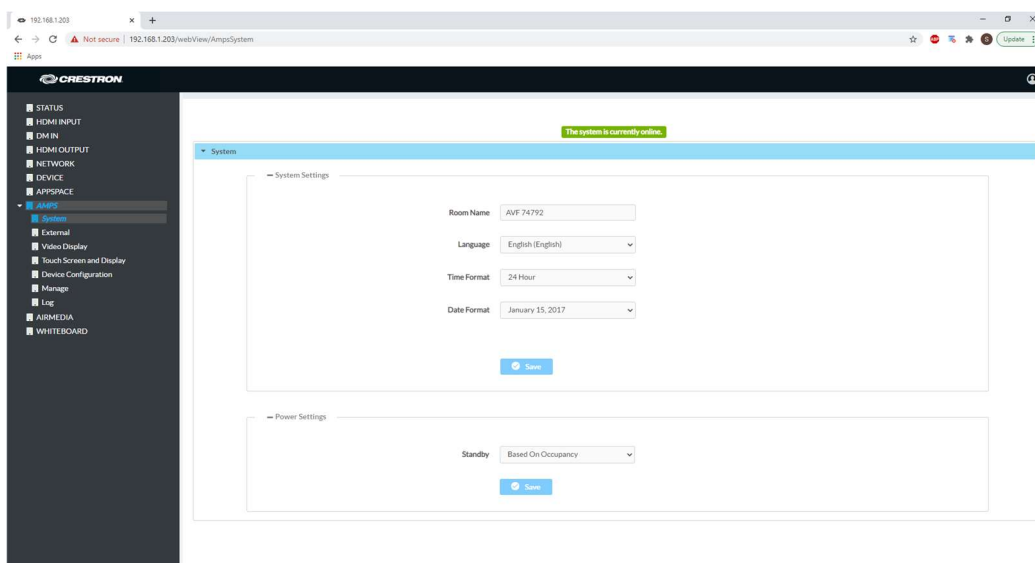 192.168.1.203
Not secure | 192.168.1.203/webView/AmpsSystem
ABP
S
Update
Apps
CRESTRON
STATUS
HDMI INPUT
DM IN
HDMI OUTPUT
NETWORK
DEVICE
APPSPACE
AMPS
System
External
Video Display
Touch Screen and Display
Device Configuration
Manage
Log
AIRMEDIA
WHITEBOARD
The system is currently online.
System
System Settings
Room Name AVF 74792
Language English (English)
Time Format 24 Hour
Date Format January 15, 2017
Save
Power Settings
Standby Based On Occupancy
Save